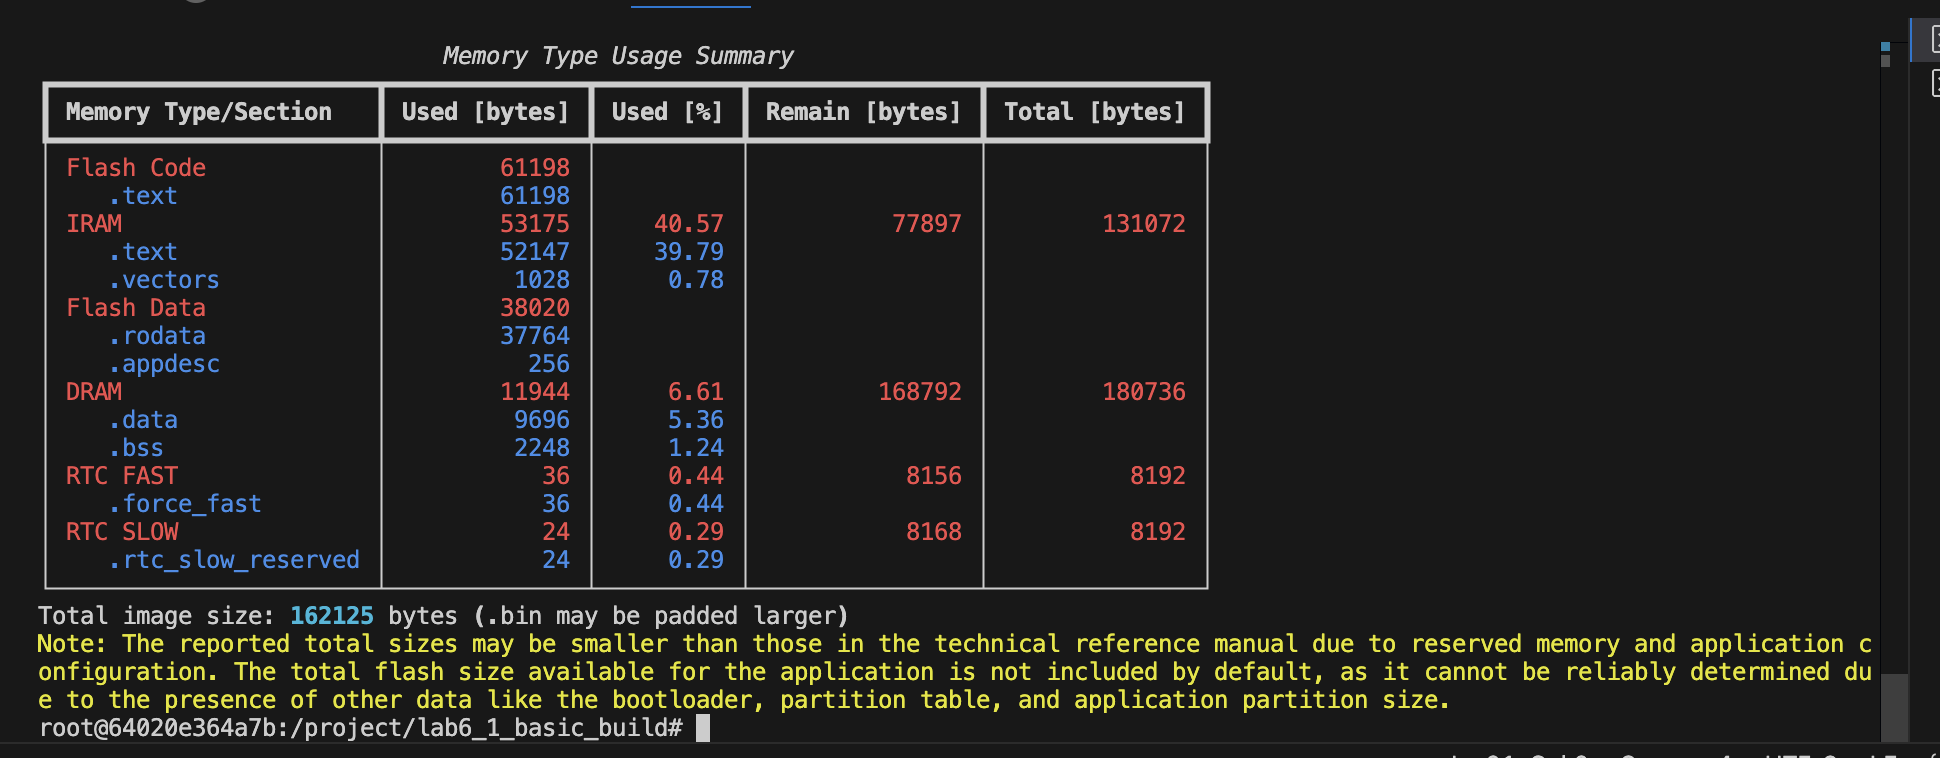 Memory Type Usage Summary
Memory Type/Section Used [bytes] Used [%] Remain [bytes] Total [bytes]
Flash Code 61198
.text 61198
IRAM 53175 40.57 77897 131072
.text 52147 39.79
.vectors 1028 0.78
Flash Data 38020
.rodata 37764
.appdesc 256
DRAM 11944 6.61 168792 180736
.data 9696 5.36
.bss 2248 1.24
RTC FAST 36 0.44 8156 8192
.force_fast 36 0.44
RTC SLOW 24 0.29 8168 8192
.rtc_slow_reserved 24 0.29
Total image size: 162125 bytes (.bin may be padded larger)
Note: The reported total sizes may be smaller than those in the technical reference manual due to reserved memory and application c
onfiguration. The total flash size available for the application is not included by default, as it cannot be reliably determined du
e to the presence of other data like the bootloader, partition table, and application partition size.
root@64020e364a7b:/project/lab6_1_basic_build#